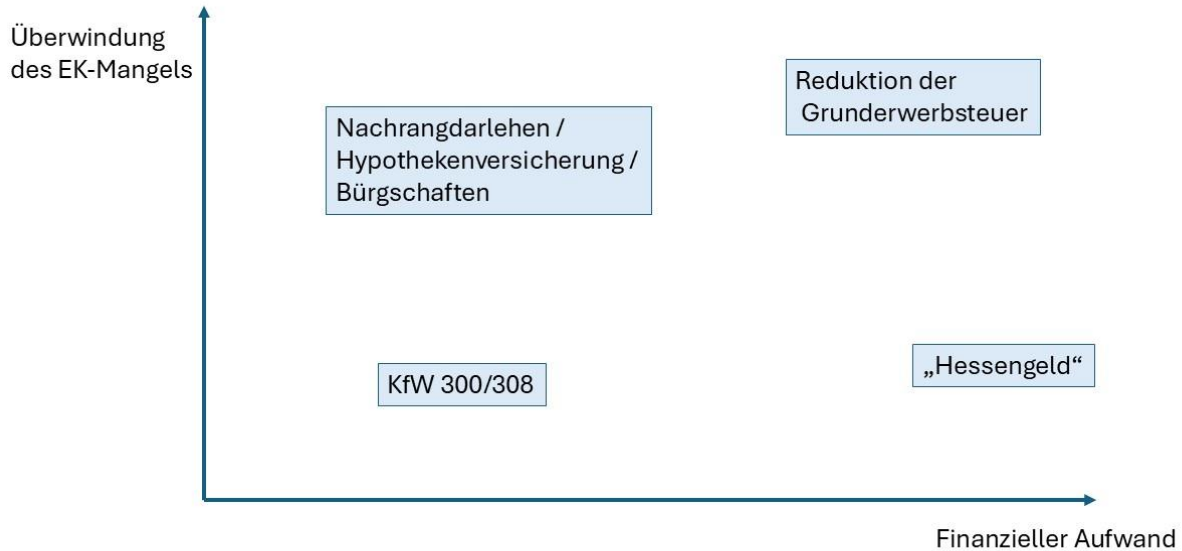 Überwindung
des EK-Mangels
Reduktion der
Grunderwerbsteuer
Nachrangdarlehen /
Hypothekenversicherung /
Bürgschaften
„Hessengeld“
KfW 300/308
Finanzieller Aufwand